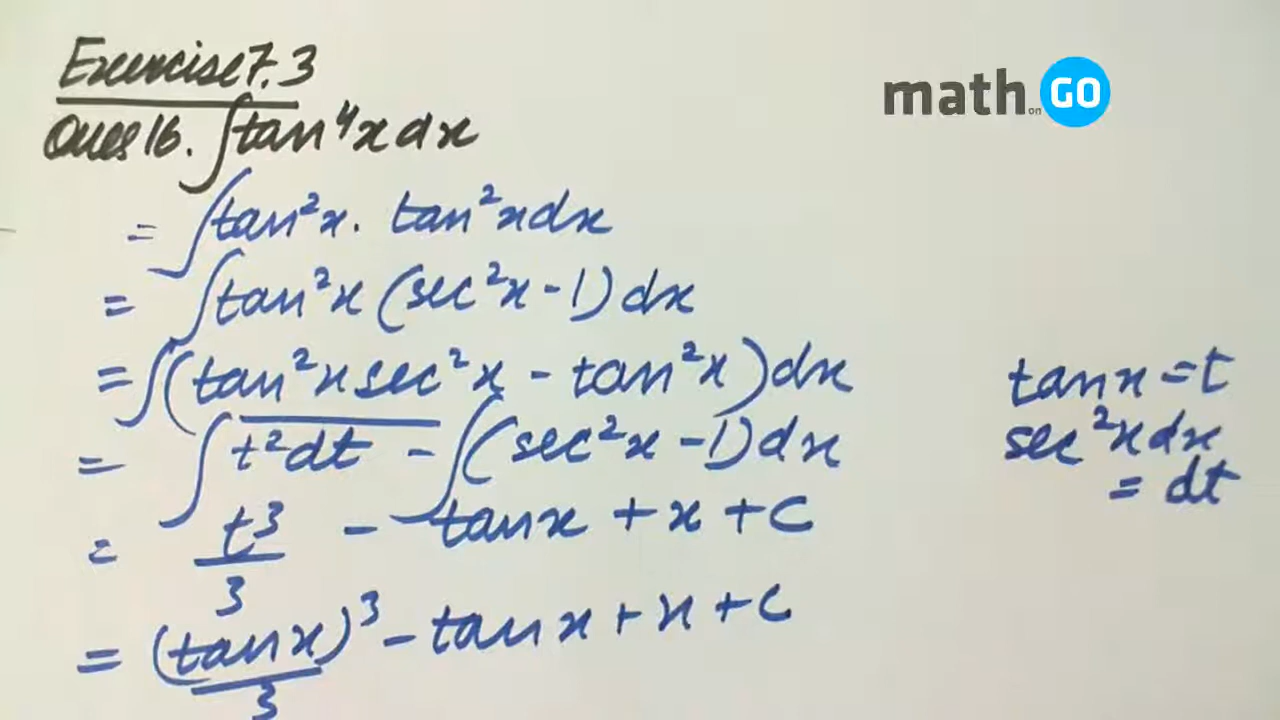 Exercise 7.3
math on GO
Ques 16. ∫tan⁴x dx
= ∫tan²x. tan²x dx
= ∫tan²x (sec²x - 1) dx
= ∫(tan²x sec²x - tan²x) dx
tan x = t
= ∫t²dt - ∫(sec²x - 1) dx
sec²x dx
= dt
= t³/3 - tan x + x + C
= (tan x)³/3 - tan x + x + C